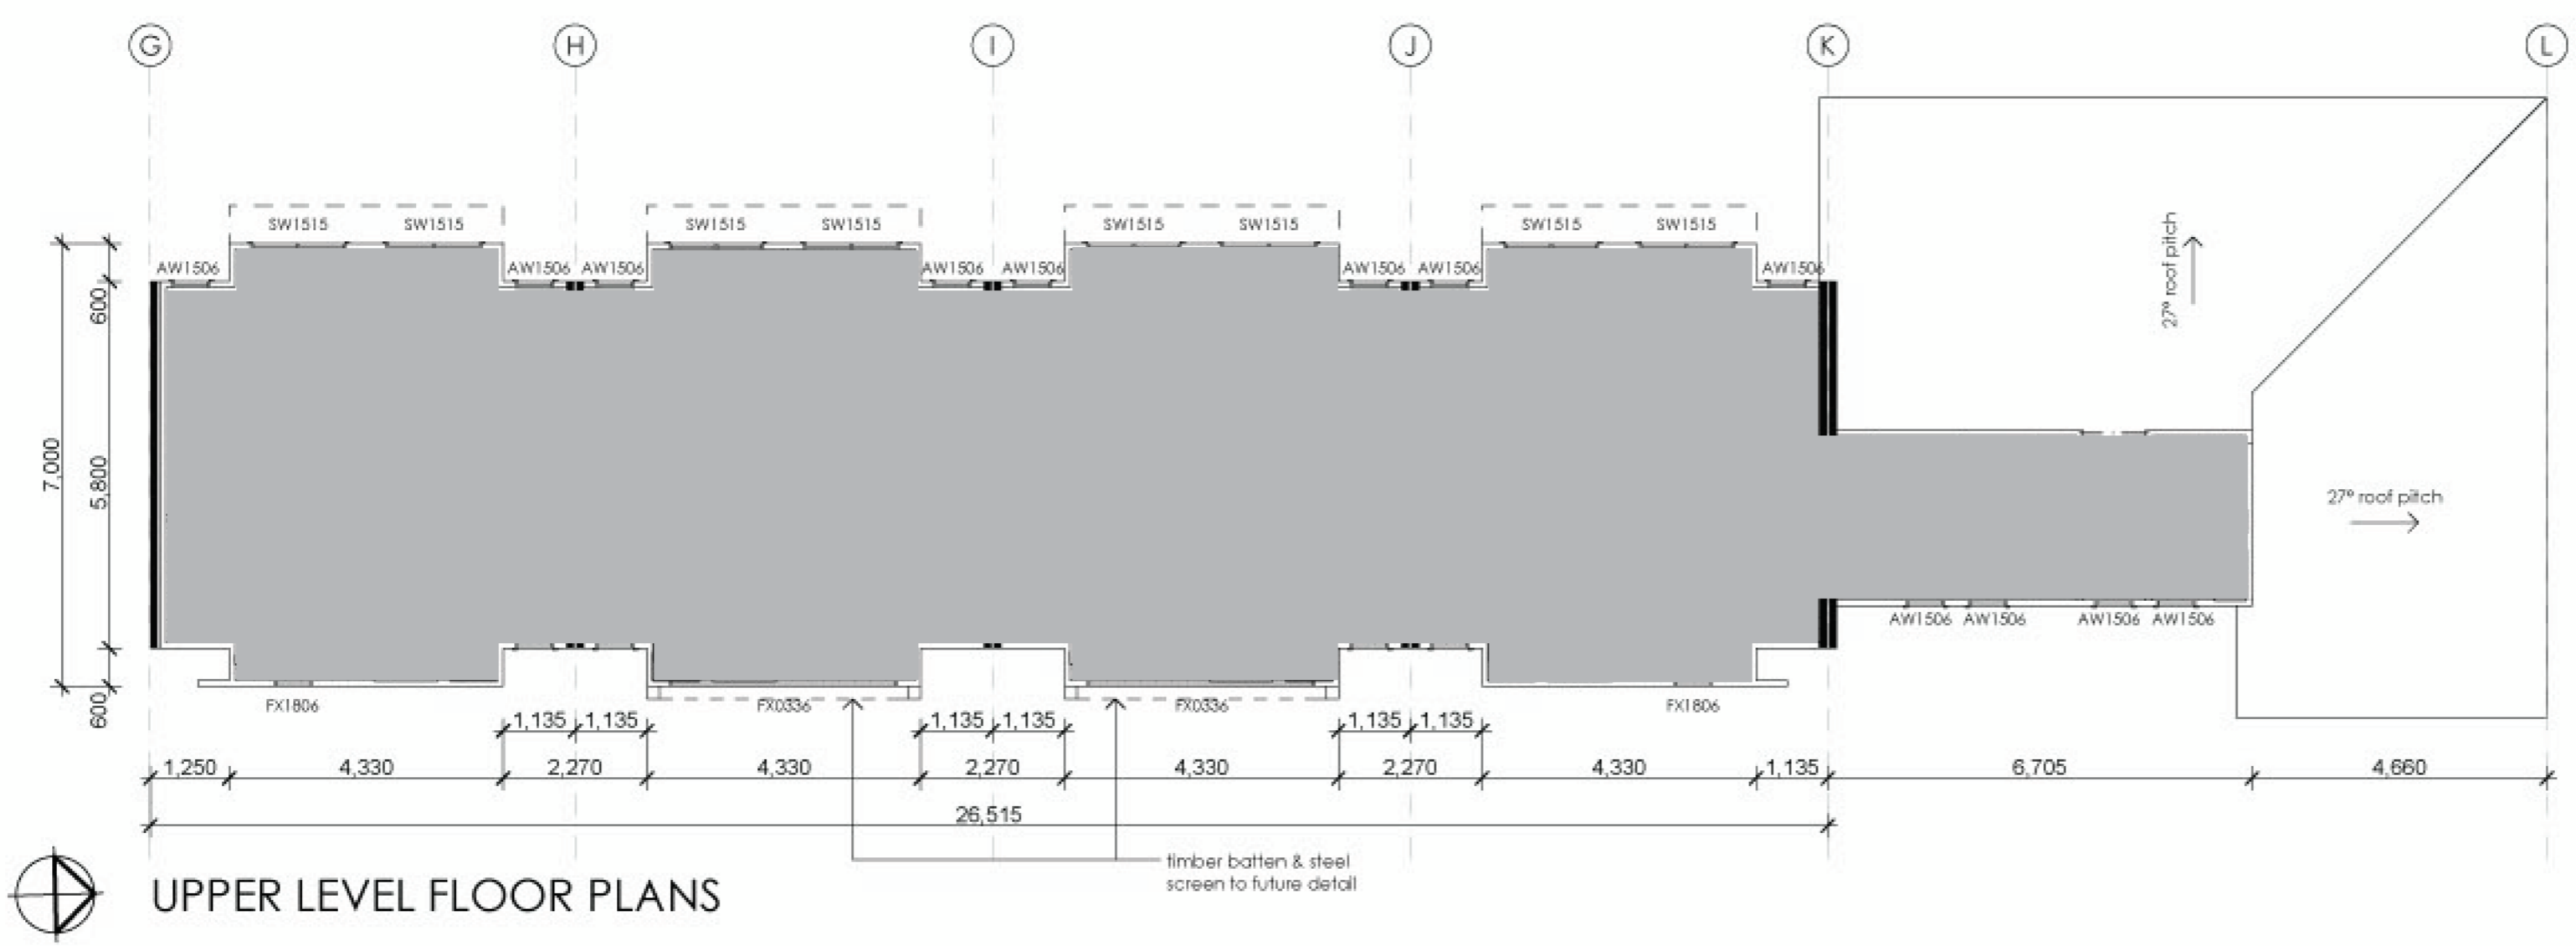 G H I J K L
SW1515 SW1515 SW1515 SW1515 SW1515 SW1515 SW1515 SW1515
AW1506 AW1506 AW1506 AW1506 AW1506 AW1506 AW1506 AW1506
27° roof pitch
600
7,000
5,800
27° roof pitch
AW1506 AW1506 AW1506 AW1506
600
FX1806 FX0336 FX0336 FX1806
1,135 1,135 1,135 1,135 1,135 1,135
1,250 4,330 2,270 4,330 2,270 4,330 2,270 4,330 1,135 6,705 4,660
26,515
timber batten & steel
screen to future detail
UPPER LEVEL FLOOR PLANS